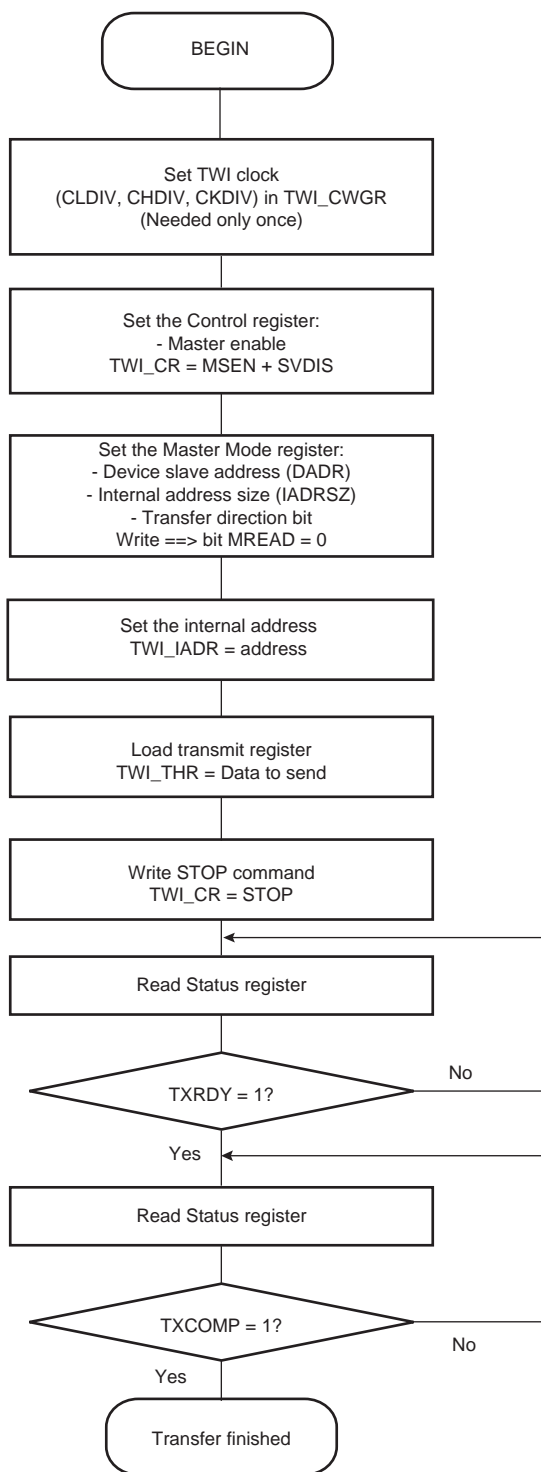 BEGIN
Set TWI clock
(CLDIV, CHDIV, CKDIV) in TWI_CWGR
(Needed only once)
Set the Control register:
- Master enable
TWI_CR = MSEN + SVDIS
Set the Master Mode register:
- Device slave address (DADR)
- Internal address size (IADRSZ)
- Transfer direction bit
Write ==> bit MREAD = 0
Set the internal address
TWI_IADR = address
Load transmit register
TWI_THR = Data to send
Write STOP command
TWI_CR = STOP
Read Status register
TXRDY = 1?
No
Yes
Read Status register
TXCOMP = 1?
No
Yes
Transfer finished